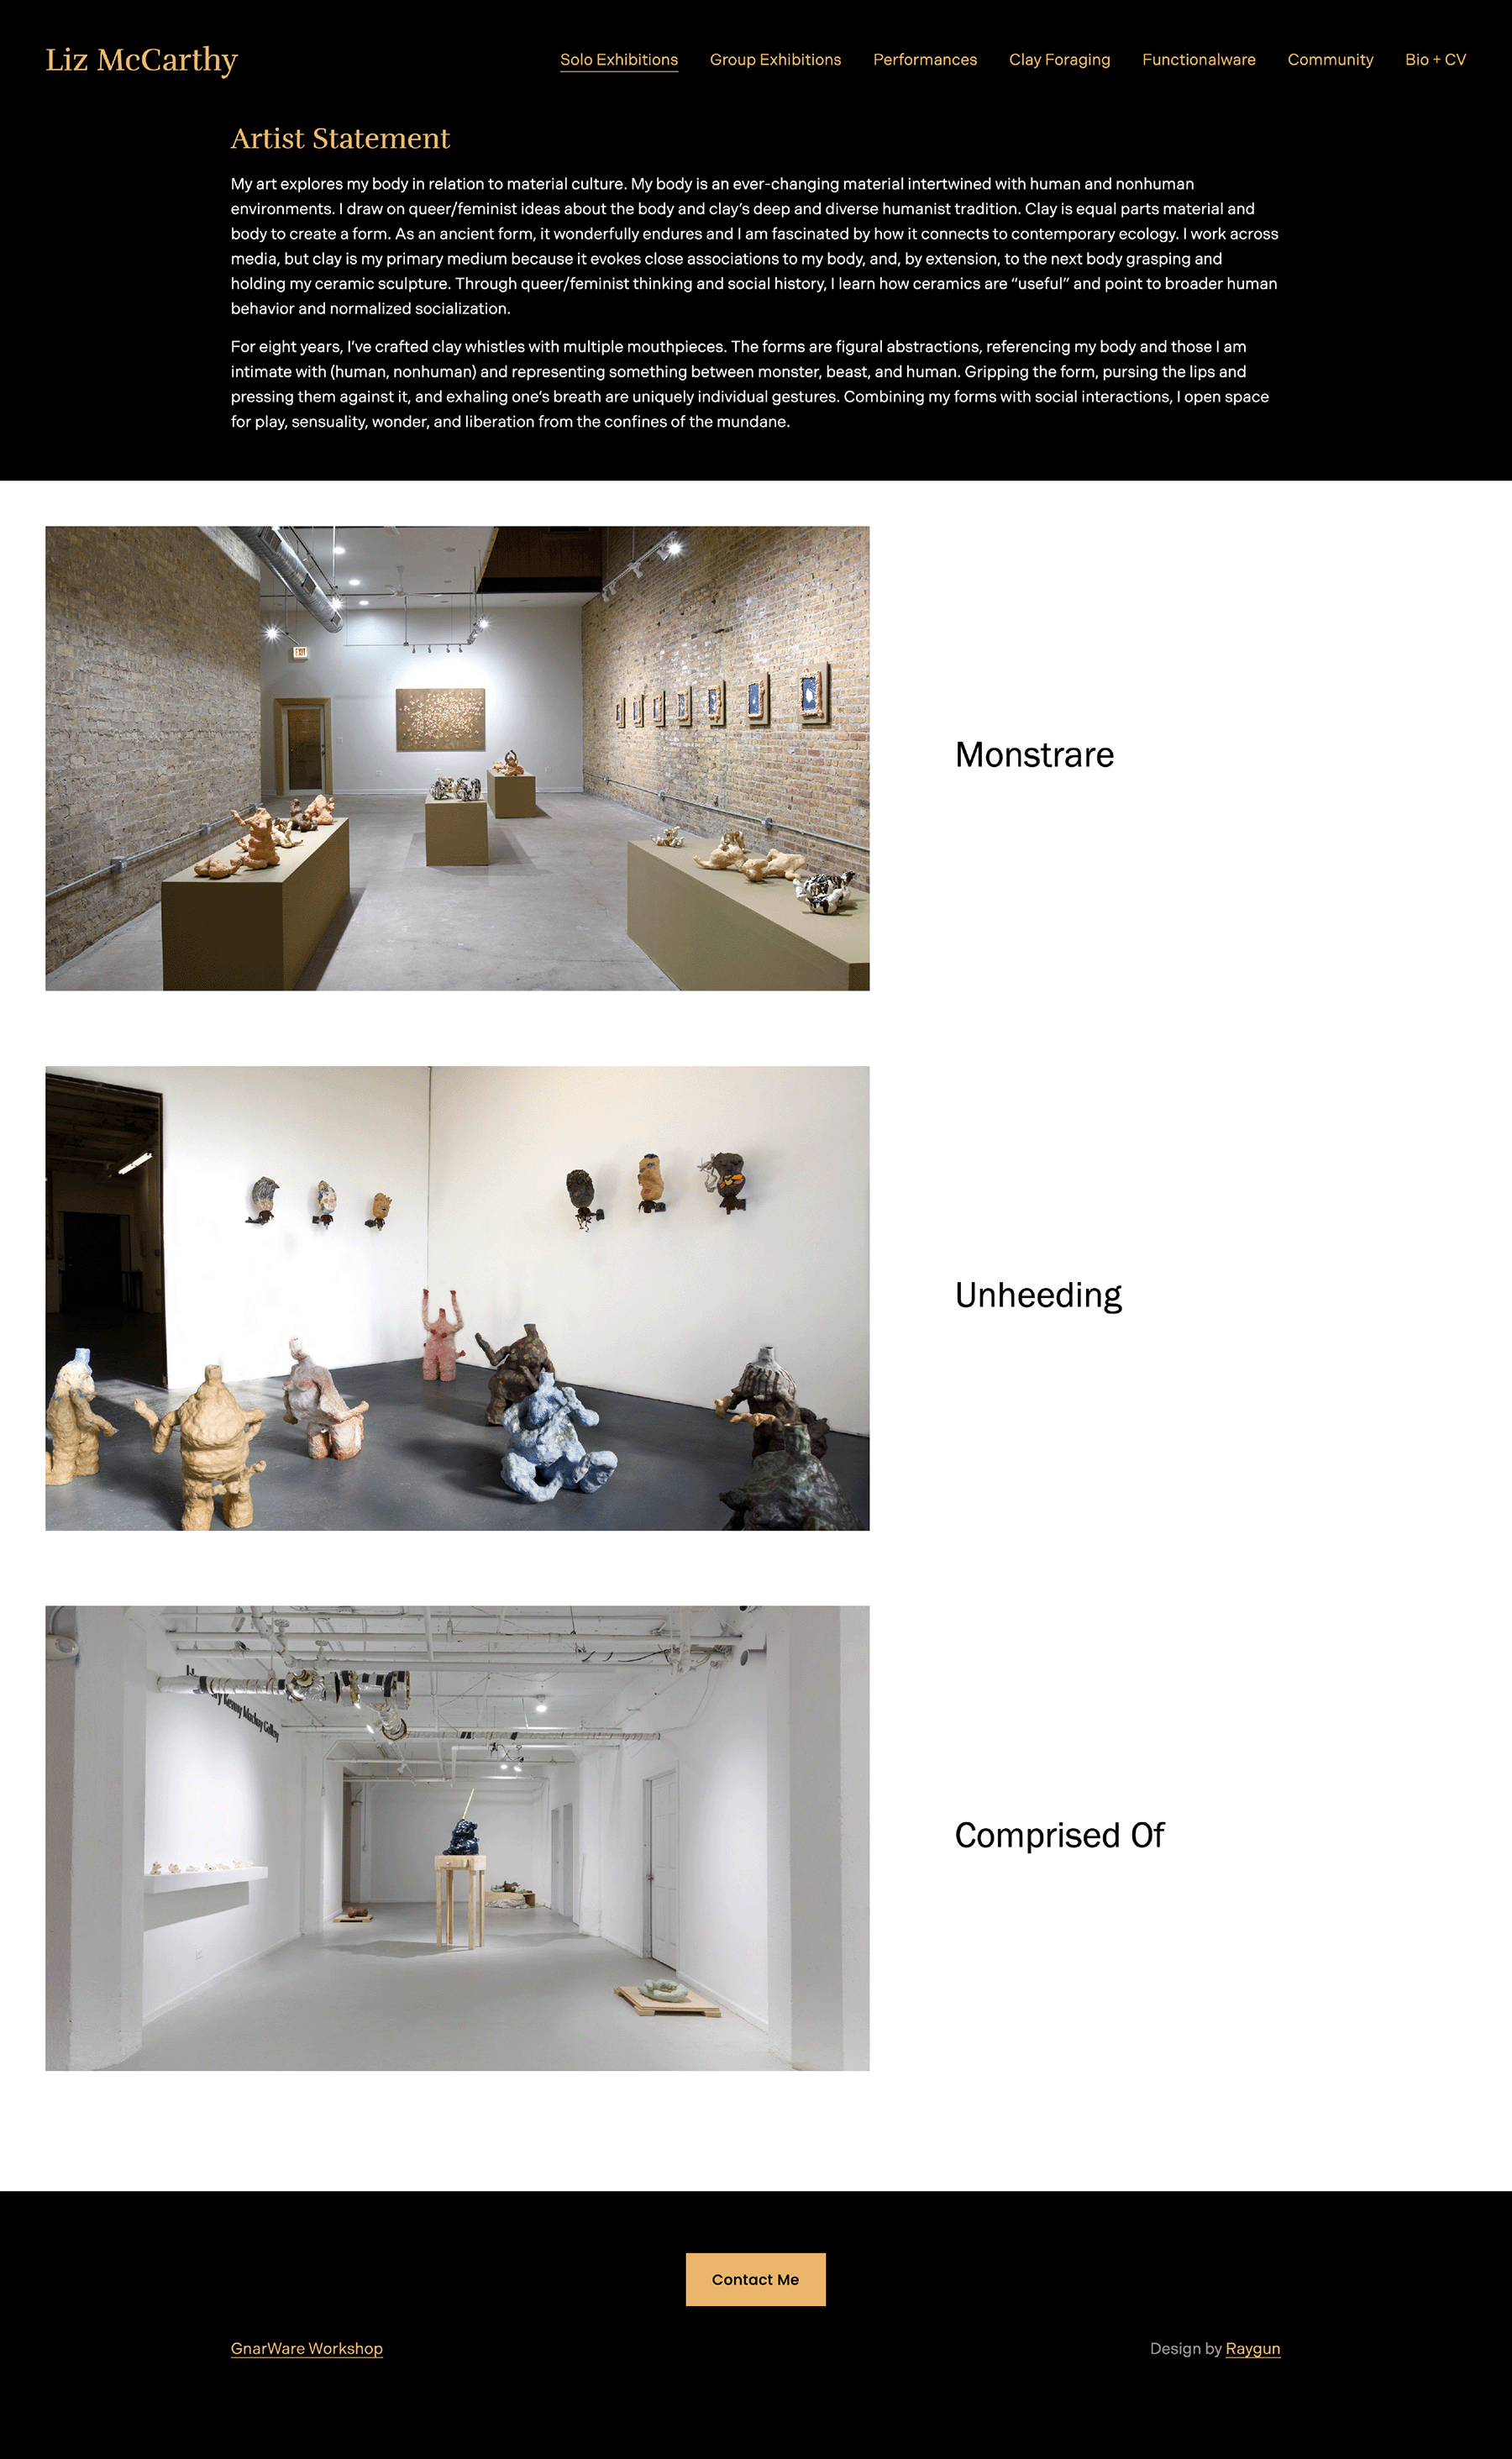 Liz McCarthy
Solo Exhibitions Group Exhibitions Performances Clay Foraging Functionalware Community Bio + CV
Artist Statement
My art explores my body in relation to material culture. My body is an ever-changing material intertwined with human and nonhuman
environments. I draw on queer/feminist ideas about the body and clay’s deep and diverse humanist tradition. Clay is equal parts material and
body to create a form. As an ancient form, it wonderfully endures and I am fascinated by how it connects to contemporary ecology. I work across
media, but clay is my primary medium because it evokes close associations to my body, and, by extension, to the next body grasping and
holding my ceramic sculpture. Through queer/feminist thinking and social history, I learn how ceramics are “useful” and point to broader human
behavior and normalized socialization.
For eight years, I’ve crafted clay whistles with multiple mouthpieces. The forms are figural abstractions, referencing my body and those I am
intimate with (human, nonhuman) and representing something between monster, beast, and human. Gripping the form, pursing the lips and
pressing them against it, and exhaling one’s breath are uniquely individual gestures. Combining my forms with social interactions, I open space
for play, sensuality, wonder, and liberation from the confines of the mundane.
EXIT
Monstrare
Unheeding
Kenny Mackay Gallery
Comprised Of
Contact Me
GnarWare Workshop
Design by Raygun